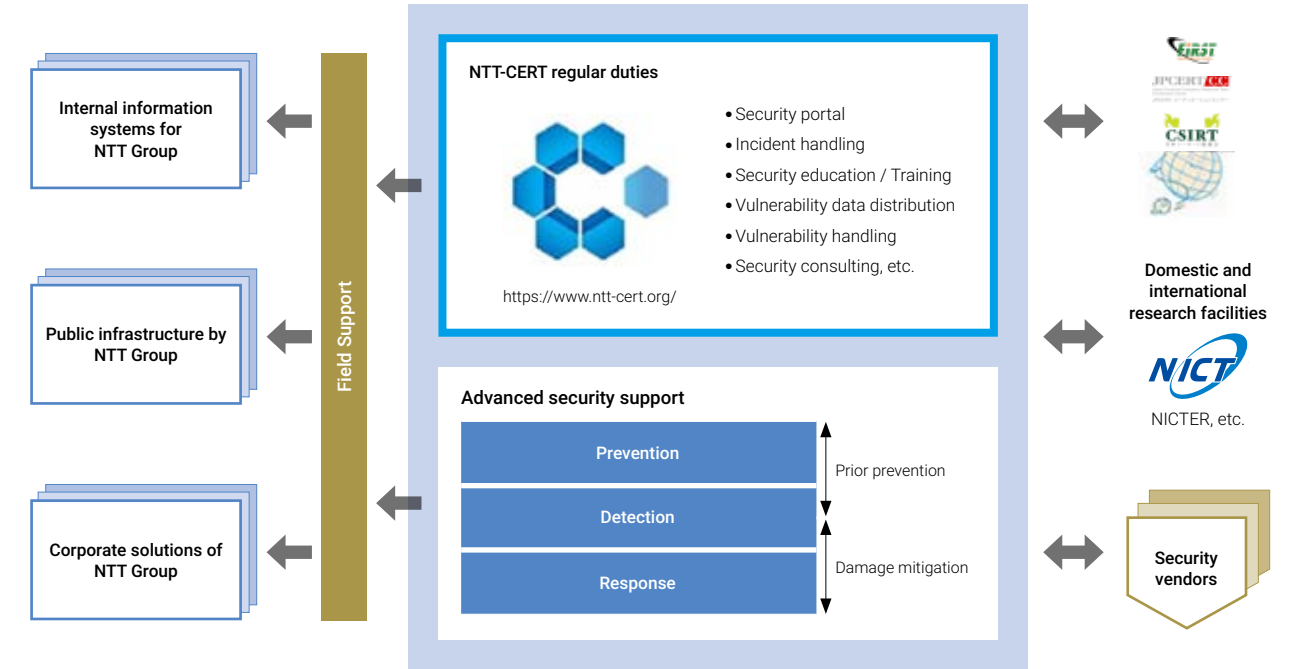 Internal information
systems for
NTT Group
Public infrastructure by
NTT Group
Corporate solutions of
NTT Group
Field Support
NTT-CERT regular duties
https://www.ntt-cert.org/
• Security portal
• Incident handling
• Security education / Training
• Vulnerability data distribution
• Vulnerability handling
• Security consulting, etc.
Advanced security support
Prevention
Detection
Response
Prior prevention
Damage mitigation
FIRST
JPCERT CC
CSIRT
Domestic and
international
research facilities
NICT
NICTER, etc.
Security
vendors